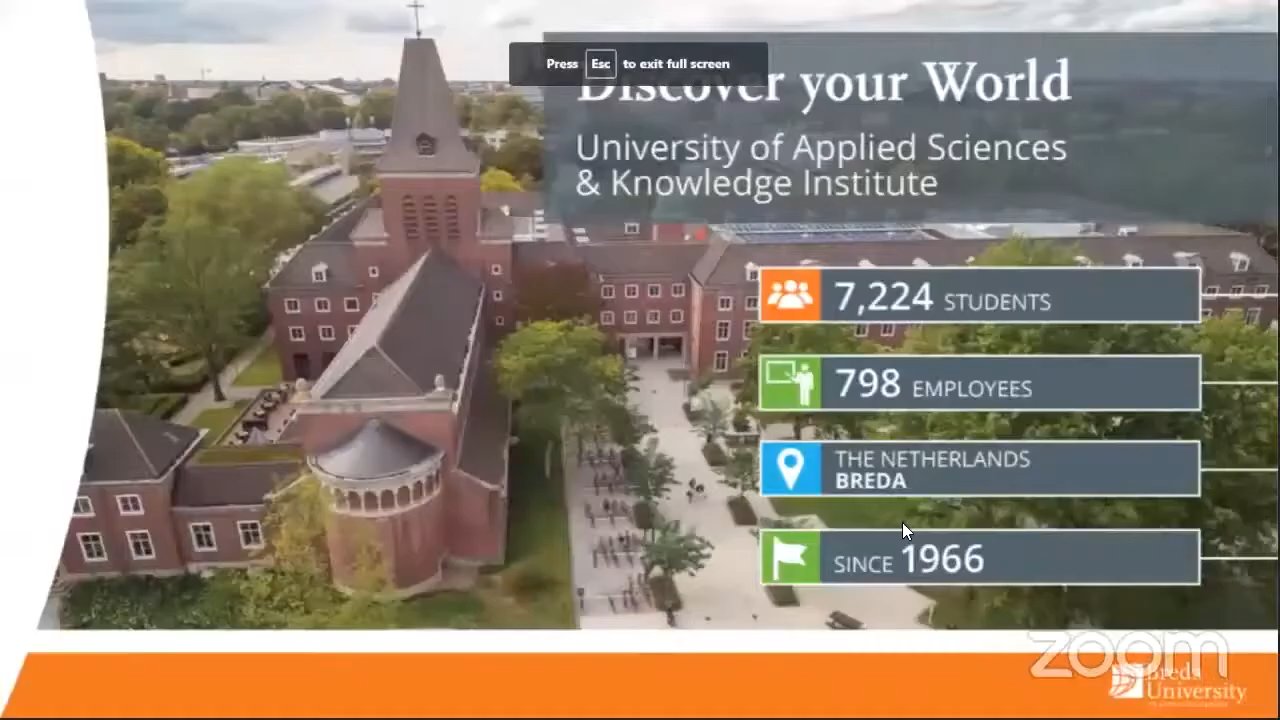 Press Esc to exit full screen
Discover your World
University of Applied Sciences
& Knowledge Institute
7,224 STUDENTS
798 EMPLOYEES
THE NETHERLANDS
BREDA
SINCE 1966
zoom
Breda
University